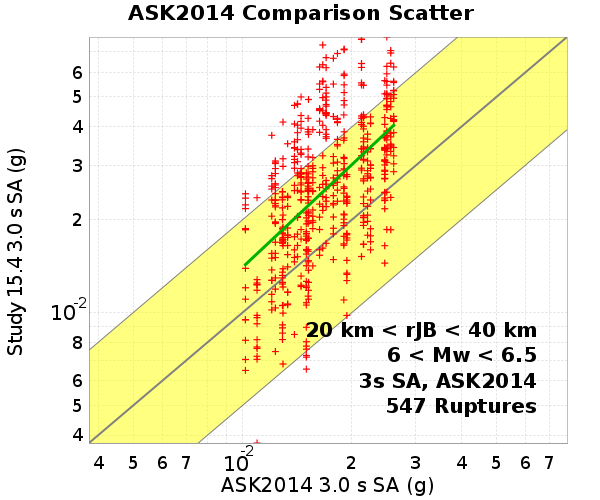 ASK2014 Comparison Scatter
Study 15.4 3.0 s SA (g)
6
5
4
3
2
10-2
8
6
5
4
20 km < rJB < 40 km
6 < Mw < 6.5
3s SA, ASK2014
547 Ruptures
4 5 6 7 10-2 2 3 4 5 6 7
ASK2014 3.0 s SA (g)